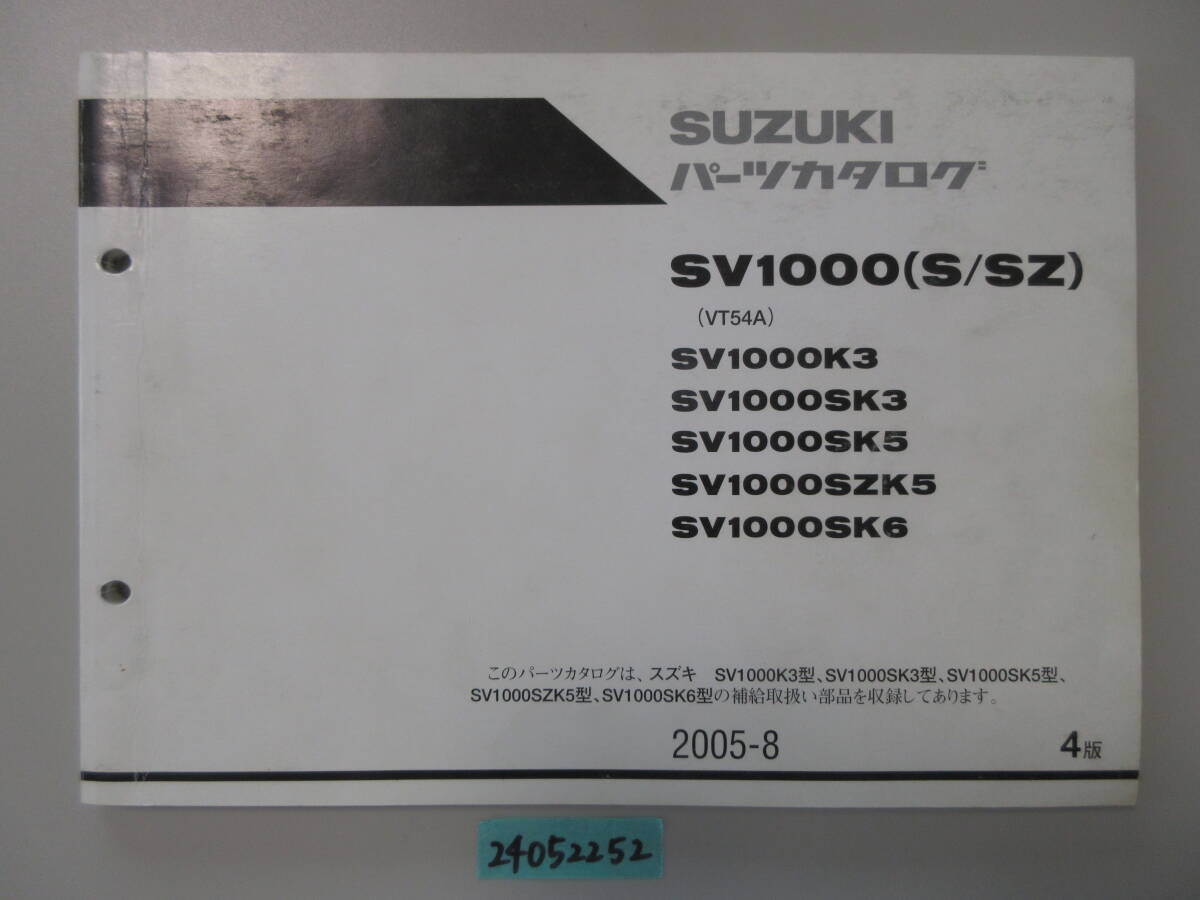 SUZUKI
パーツカタログ
SV1000(S/SZ)
(VT54A)
SV1000K3
SV1000SK3
SV1000SK5
SV1000SZK5
SV1000SK6
このパーツカタログは、スズキ SV1000K3型、SV1000SK3型、SV1000SK5型、
SV1000SZK5型、SV1000SK6型の補給取扱い部品を収録してあります。
2005-8 4版
24052252